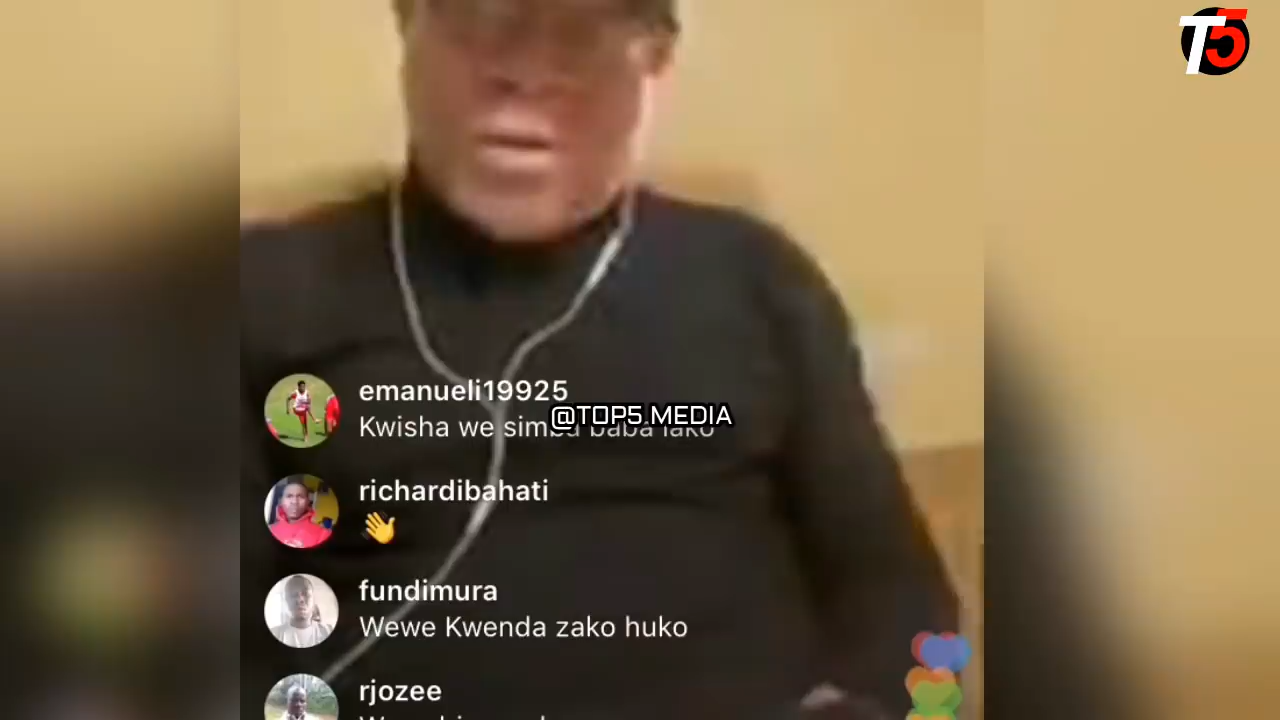 T5
emanueli19925
Kwisha we simba baba lako
@TOP5 MEDIA
richardibahati
👋
fundimura
Wewe Kwenda zako huko
rjozee